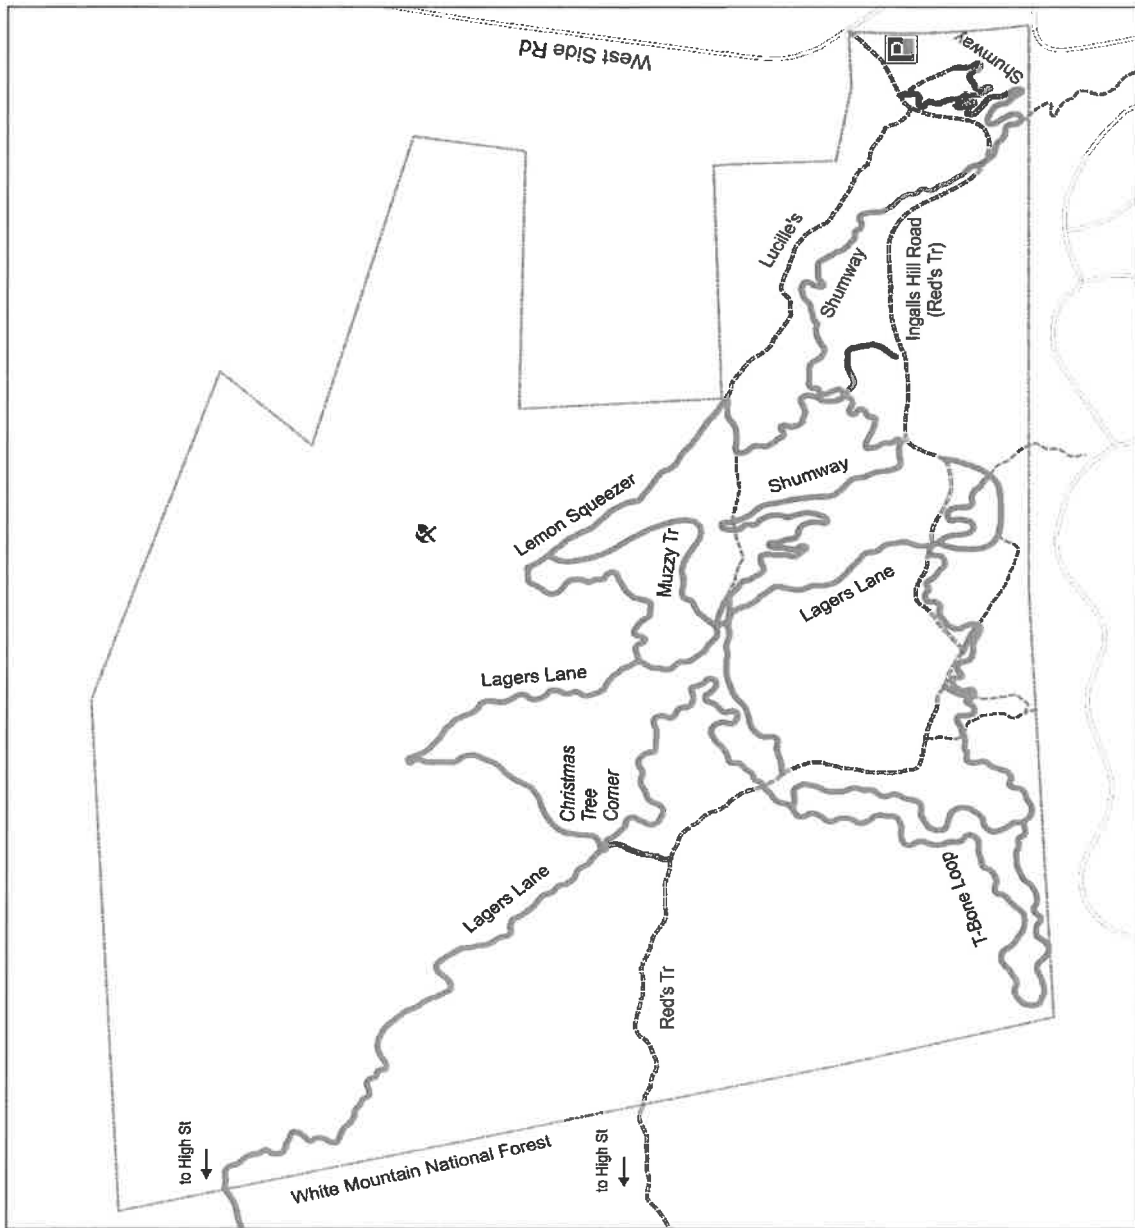 West Side Rd
P
Shumway
Lucille's
Shumway
Ingalls Hill Road
(Red's Tr)
Lemon Squeezer
Shumway
Muzzy Tr
Lagers Lane
Lagers Lane
Christmas
Tree
Corner
Lagers Lane
T-Bone Loop
Red's Tr
to High St
White Mountain National Forest
to High St